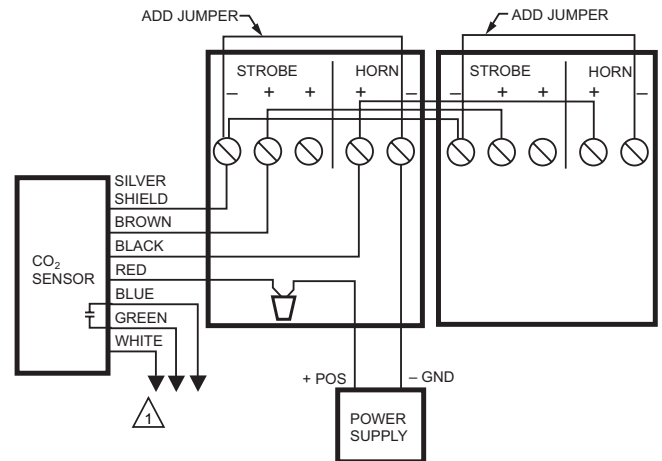 ADD JUMPER
ADD JUMPER
STROBE HORN
– + + + –
STROBE HORN
– + + + –
SILVER
SHIELD
BROWN
BLACK
RED
BLUE
GREEN
WHITE
CO₂
SENSOR
1
+ POS
– GND
POWER
SUPPLY